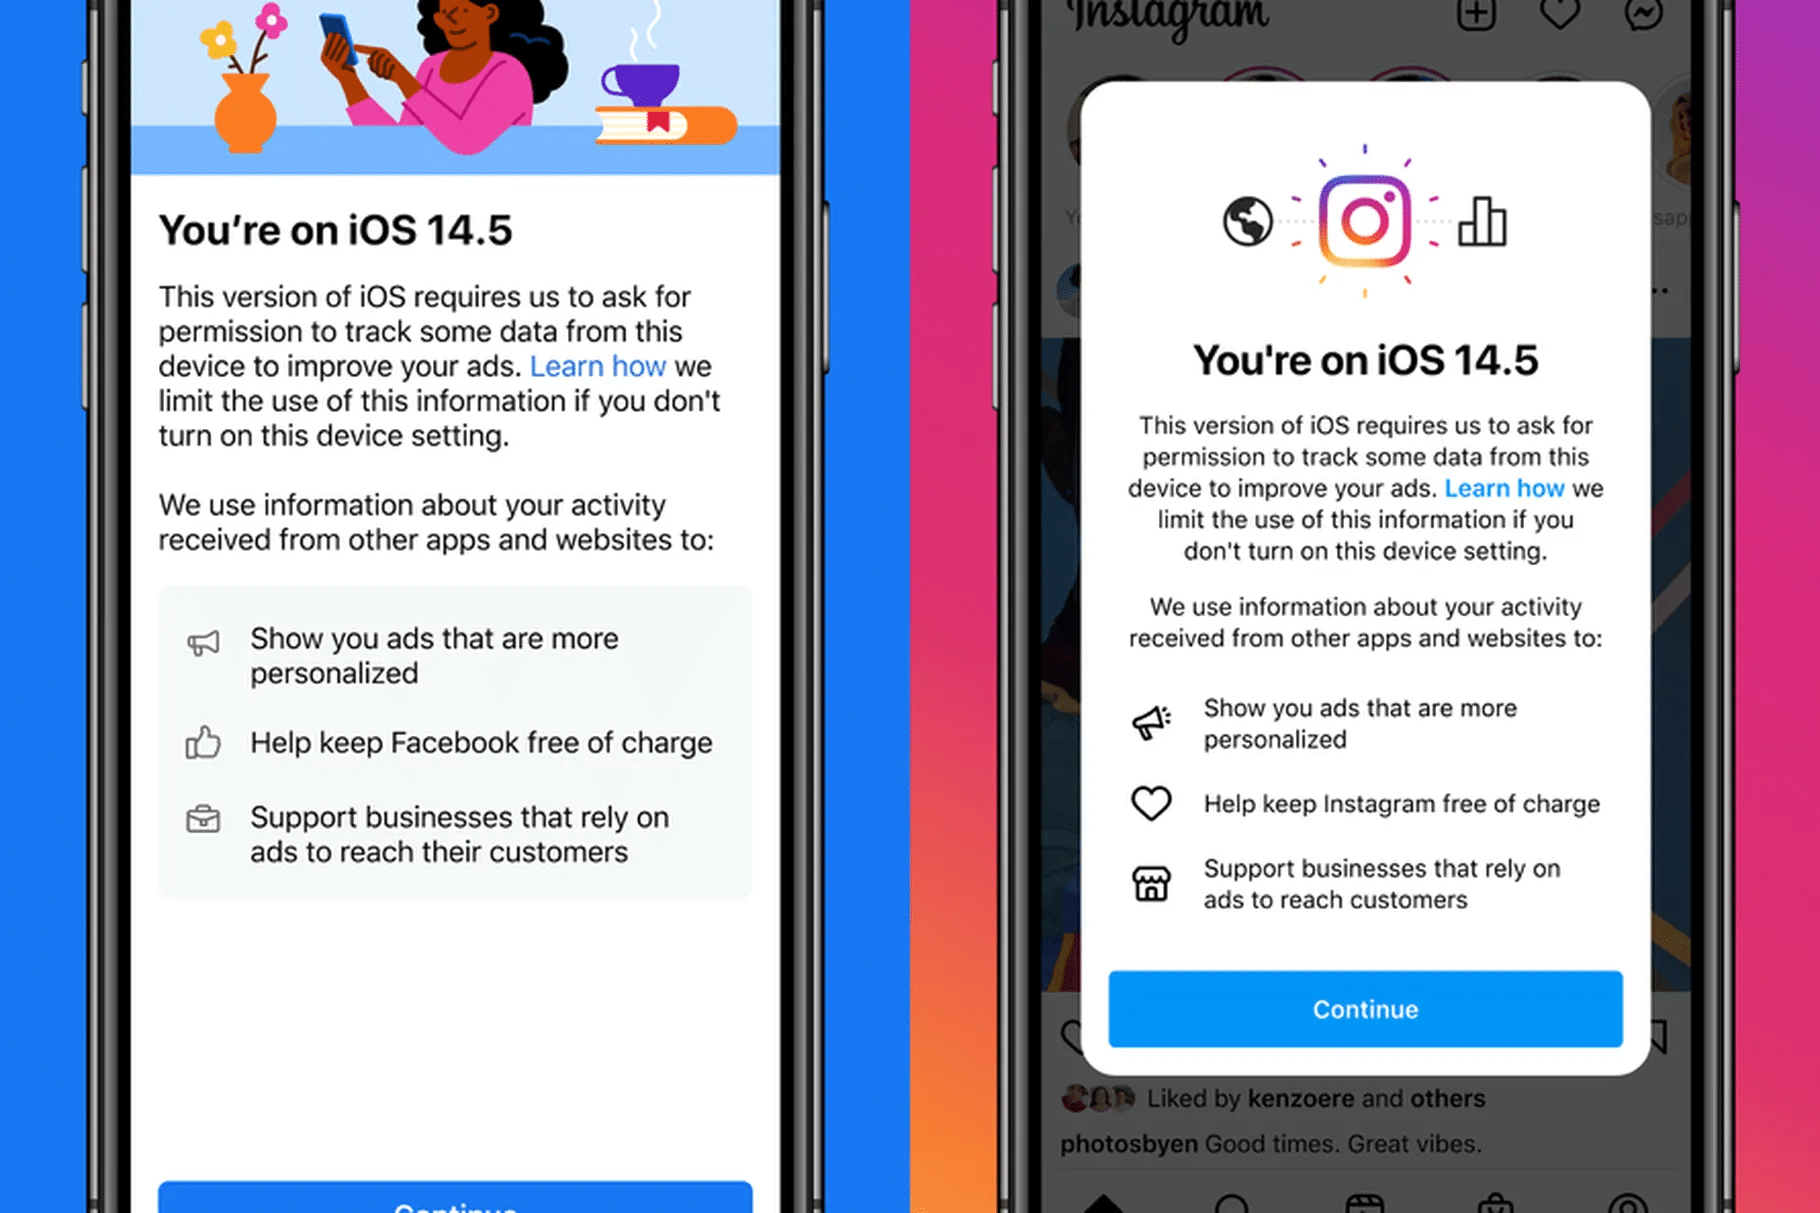 You’re on iOS 14.5
This version of iOS requires us to ask for
permission to track some data from this
device to improve your ads. Learn how we
limit the use of this information if you don't
turn on this device setting.
We use information about your activity
received from other apps and websites to:
Show you ads that are more
personalized
Help keep Facebook free of charge
Support businesses that rely on
ads to reach their customers
Continue
Instagram
You're on iOS 14.5
This version of iOS requires us to ask for
permission to track some data from this
device to improve your ads. Learn how we
limit the use of this information if you
don't turn on this device setting.
We use information about your activity
received from other apps and websites to:
Show you ads that are more
personalized
Help keep Instagram free of charge
Support businesses that rely on
ads to reach customers
Continue
Liked by kenzoere and others
photosbyen Good times. Great vibes.